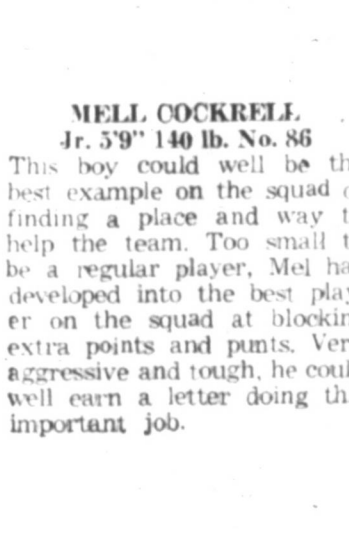 MELL COCKRELL
Jr. 5'9" 140 lb. No. 86
This boy could well be th
best example on the squad o
finding a place and way t
help the team. Too small t
be a regular player, Mel ha
developed into the best play
er on the squad at blockin
extra points and punts. Ver
aggressive and tough, he coul
well earn a letter doing th
important job.